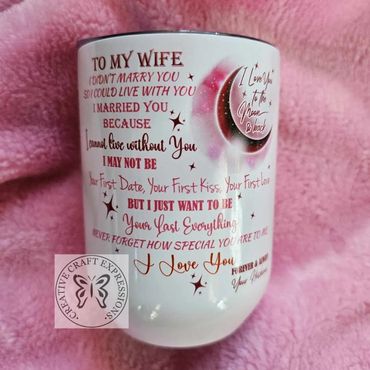 TO MY WIFE
I DIDN'T MARRY YOU
SO I COULD LIVE WITH YOU
I MARRIED YOU
BECAUSE
I cannot live without You
I MAY NOT BE
Your First Date, Your First Kiss, Your First Love
BUT I JUST WANT TO BE
Your Last Everything
NEVER FORGET HOW SPECIAL YOU ARE TO ME
I Love You
FOREVER & ALWAYS
Your Husband
I Love You
to the
Moon
& back
CREATIVE CRAFT EXPRESSIONS